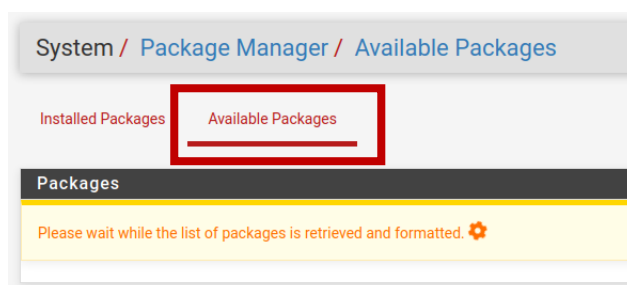 System / Package Manager / Available Packages
Installed Packages Available Packages
Packages
Please wait while the list of packages is retrieved and formatted.